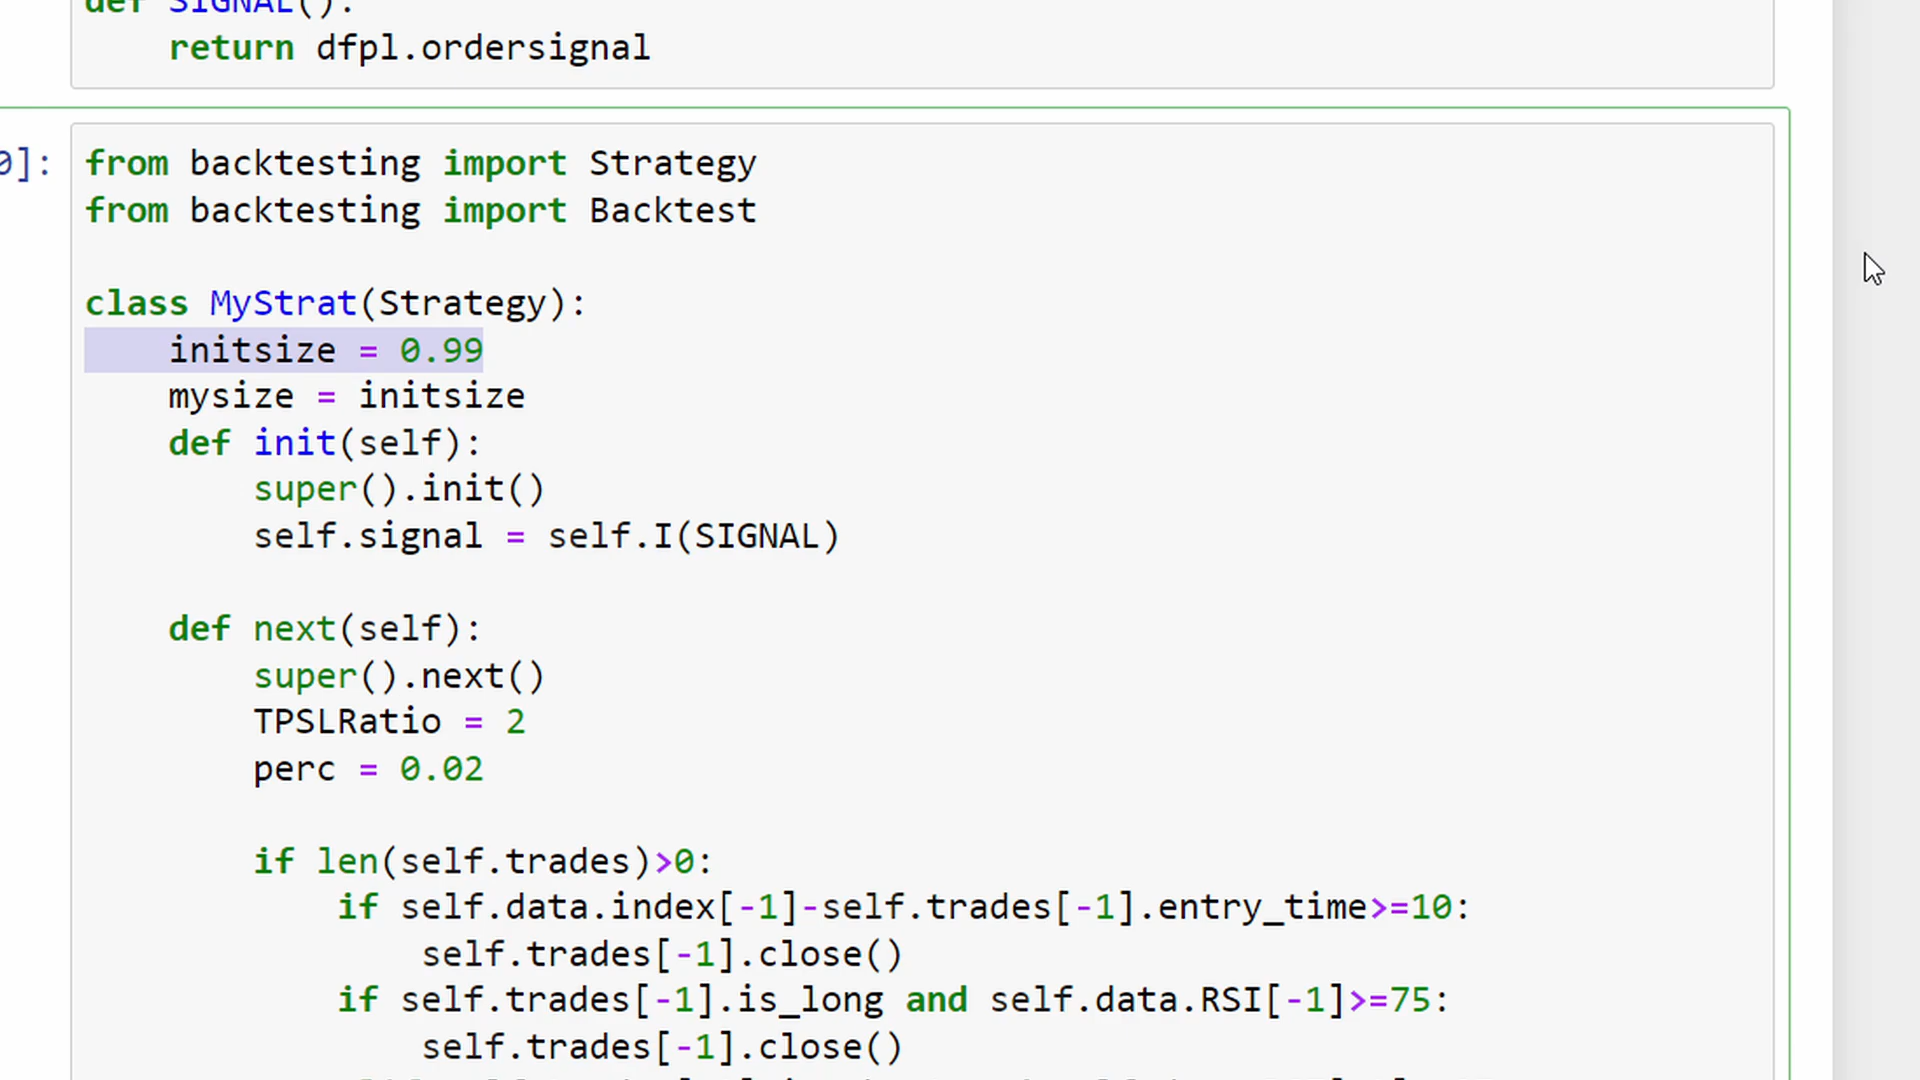 def SIGNAL():
    return dfpl.ordersignal
0]:
from backtesting import Strategy
from backtesting import Backtest
class MyStrat(Strategy):
    initsize = 0.99
    mysize = initsize
    def init(self):
        super().init()
        self.signal = self.I(SIGNAL)
    def next(self):
        super().next()
        TPSLRatio = 2
        perc = 0.02
        if len(self.trades)>0:
            if self.data.index[-1]-self.trades[-1].entry_time>=10:
                self.trades[-1].close()
            if self.trades[-1].is_long and self.data.RSI[-1]>=75:
                self.trades[-1].close()